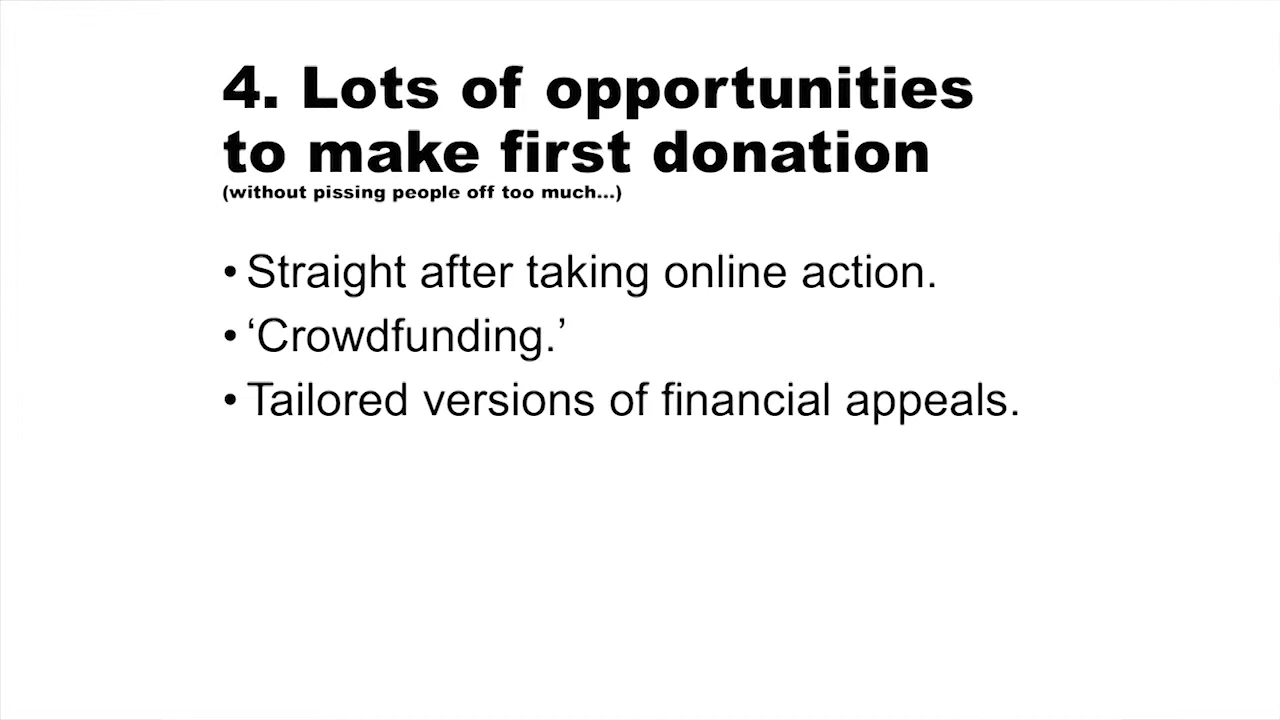 4. Lots of opportunities
to make first donation
(without pissing people off too much...)
• Straight after taking online action.
• ‘Crowdfunding.’
• Tailored versions of financial appeals.